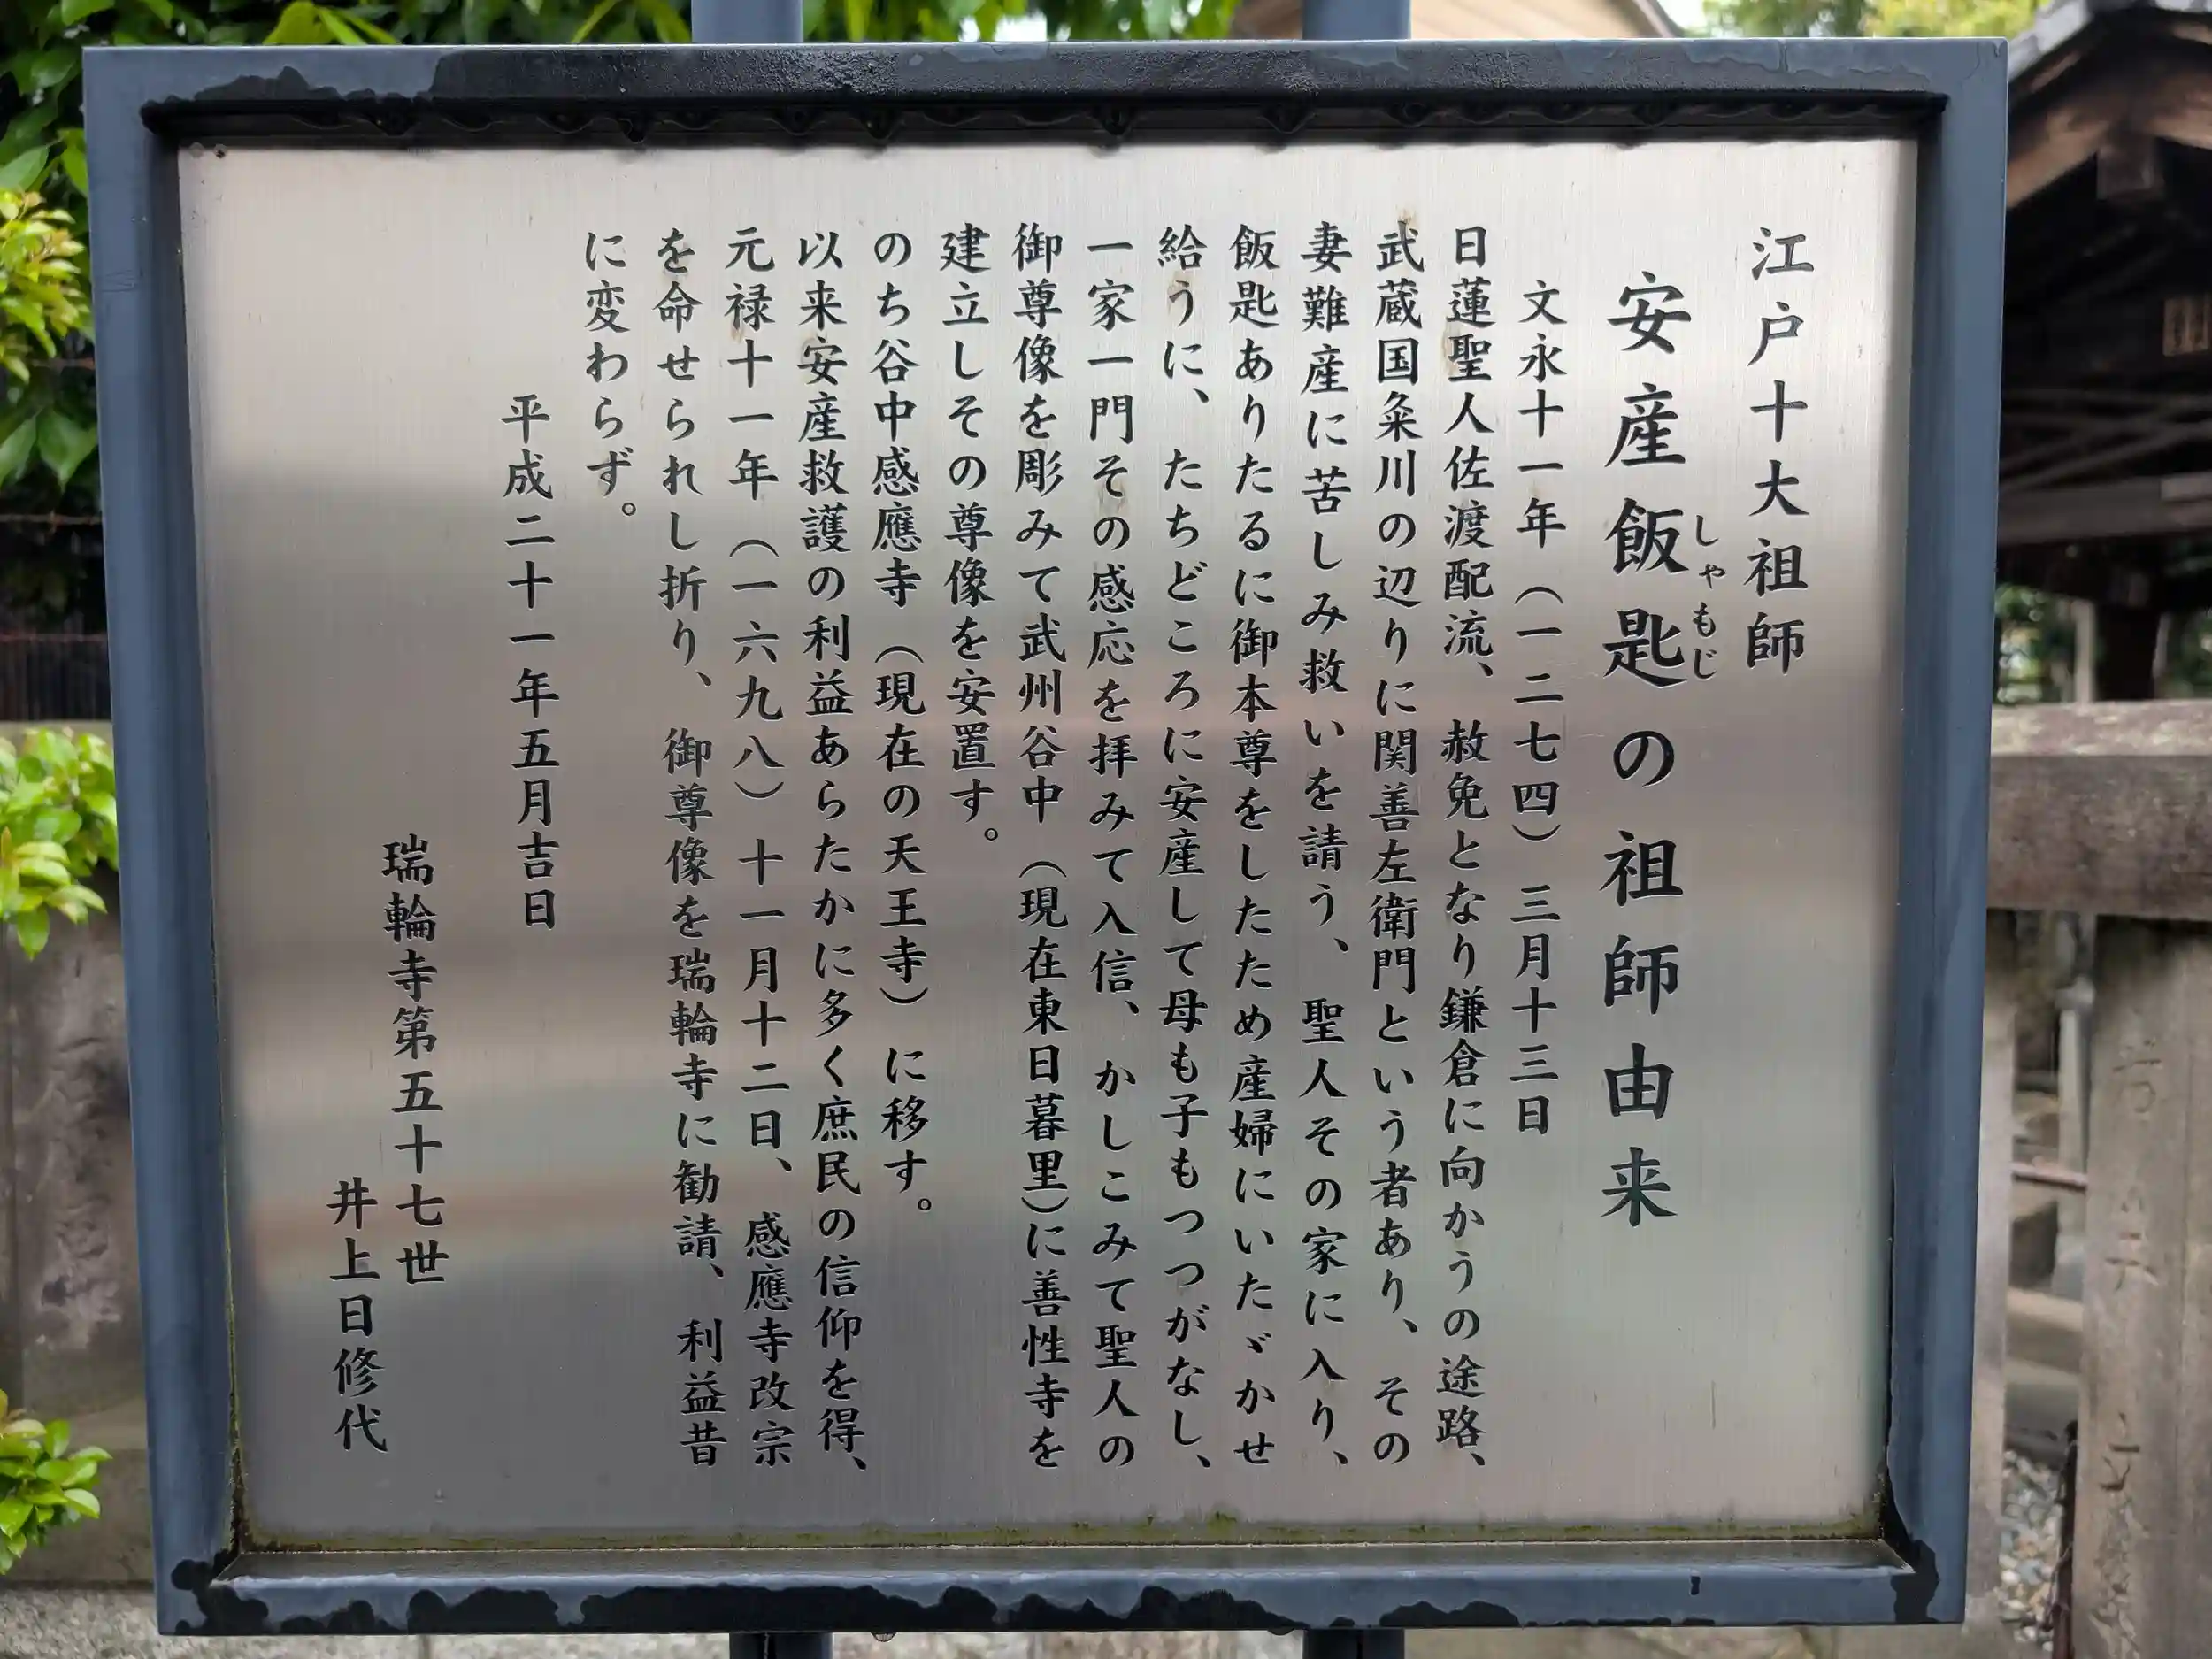 江戸十大祖師
安産飯匙の祖師由来
しゃもじ
文永十一年（一二七四）三月十三日
日蓮聖人佐渡配流、赦免となり鎌倉に向かうの途路、
武蔵国粂川の辺りに関善左衛門という者あり、その
妻難産に苦しみ救いを請う、聖人その家に入り、
飯匙ありたるに御本尊をしたため産婦にいたゞかせ
給うに、たちどころに安産して母も子もつつがなし、
一家一門その感応を拝みて入信、かしこみて聖人の
御尊像を彫みて武州谷中（現在東日暮里）に善性寺を
建立しその尊像を安置す。
のち谷中感應寺（現在の天王寺）に移す。
以来安産救護の利益あらたかに多く庶民の信仰を得、
元禄十一年（一六九八）十一月十二日、感應寺改宗
を命せられし折り、御尊像を瑞輪寺に勧請、利益昔
に変わらず。
平成二十一年五月吉日
瑞輪寺第五十七世
井上日修代